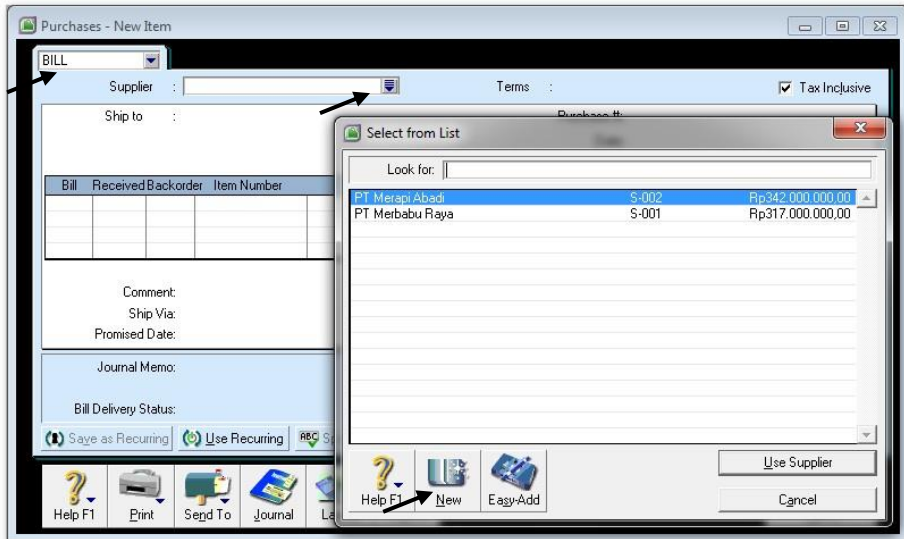 Purchases - New Item
BILL
Supplier :
Terms :
Tax Inclusive
Ship to :
Purchase #:
Select from List
Look for:
Bill Received Backorder Item Number
PT Merapi Abadi S-002 Rp342.000.000,00
PT Merbabu Raya S-001 Rp317.000.000,00
Comment:
Ship Via:
Promised Date:
Journal Memo:
Bill Delivery Status:
Save as Recurring
Use Recurring
ABC
Use Supplier
Help F1
New
Easy-Add
Cancel
Help F1
Print
Send To
Journal